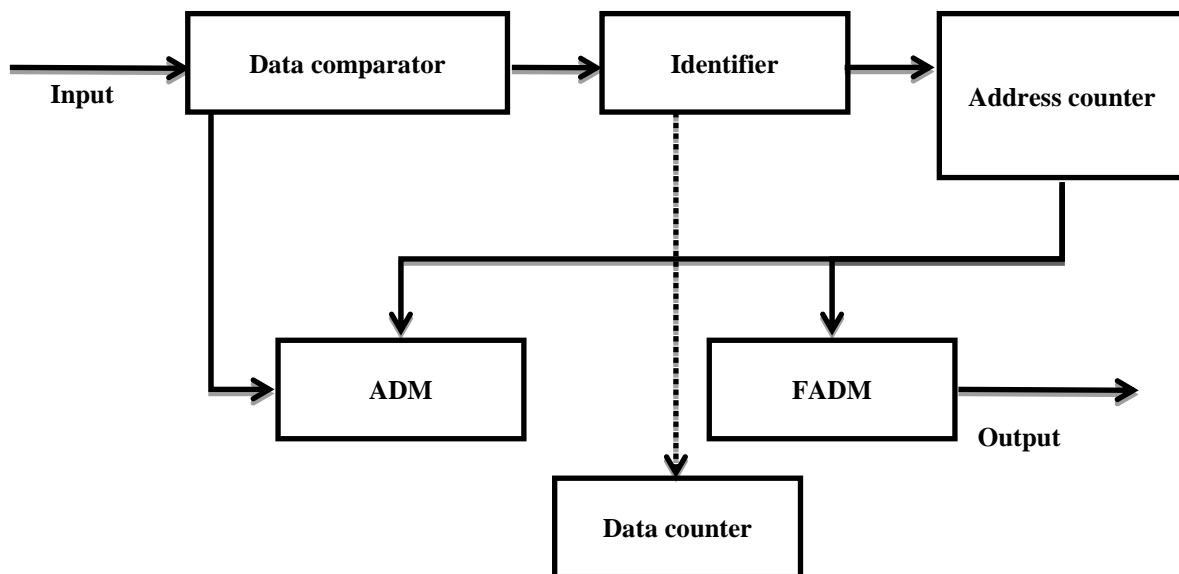 Data comparator
Identifier
Input
Address counter
ADM
FADM
Output
Data counter